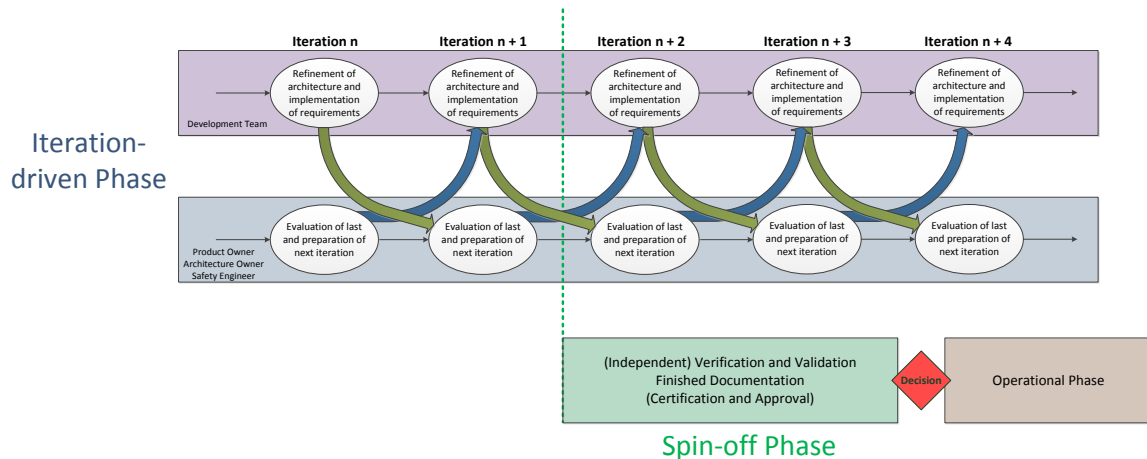 Iteration n
Iteration n + 1
Iteration n + 2
Iteration n + 3
Iteration n + 4
Iteration-
driven Phase
Development Team
Refinement of
architecture and
implementation
of requirements
Refinement of
architecture and
implementation
of requirements
Refinement of
architecture and
implementation
of requirements
Refinement of
architecture and
implementation
of requirements
Refinement of
architecture and
implementation
of requirements
Product Owner
Architecture Owner
Safety Engineer
Evaluation of last
and preparation of
next iteration
Evaluation of last
and preparation of
next iteration
Evaluation of last
and preparation of
next iteration
Evaluation of last
and preparation of
next iteration
Evaluation of last
and preparation of
next iteration
(Independent) Verification and Validation
Finished Documentation
(Certification and Approval)
Decision
Operational Phase
Spin-off Phase